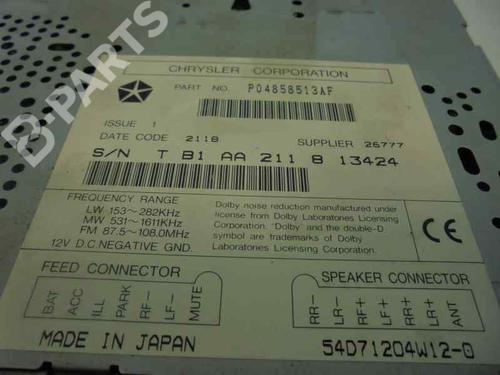 B-PARTS
CHRYSLER CORPORATION
PART NO. P04858513AF
ISSUE 1
DATE CODE 2118 SUPPLIER 26777
S/N T B1 AA 211 8 13424
FREQUENCY RANGE
LW 153~282KHz
MW 531~1611KHz
FM 87.5~108.0MHz
12V D.C NEGATIVE GND.
Dolby noise reduction manufactured under
license from Dolby Laboratories Licensing
Corporation. "Dolby" and the double-D
symbol are trademarks of Dolby
Laboratories Licensing Corporation.
CE
FEED CONNECTOR
BAT
ACC
ILL
PARK
RF-
LF-
MUTE
SPEAKER CONNECTOR
RR-
LR-
RF+
LF+
RR+
LR+
ANT
MADE IN JAPAN
54D71204W12-0